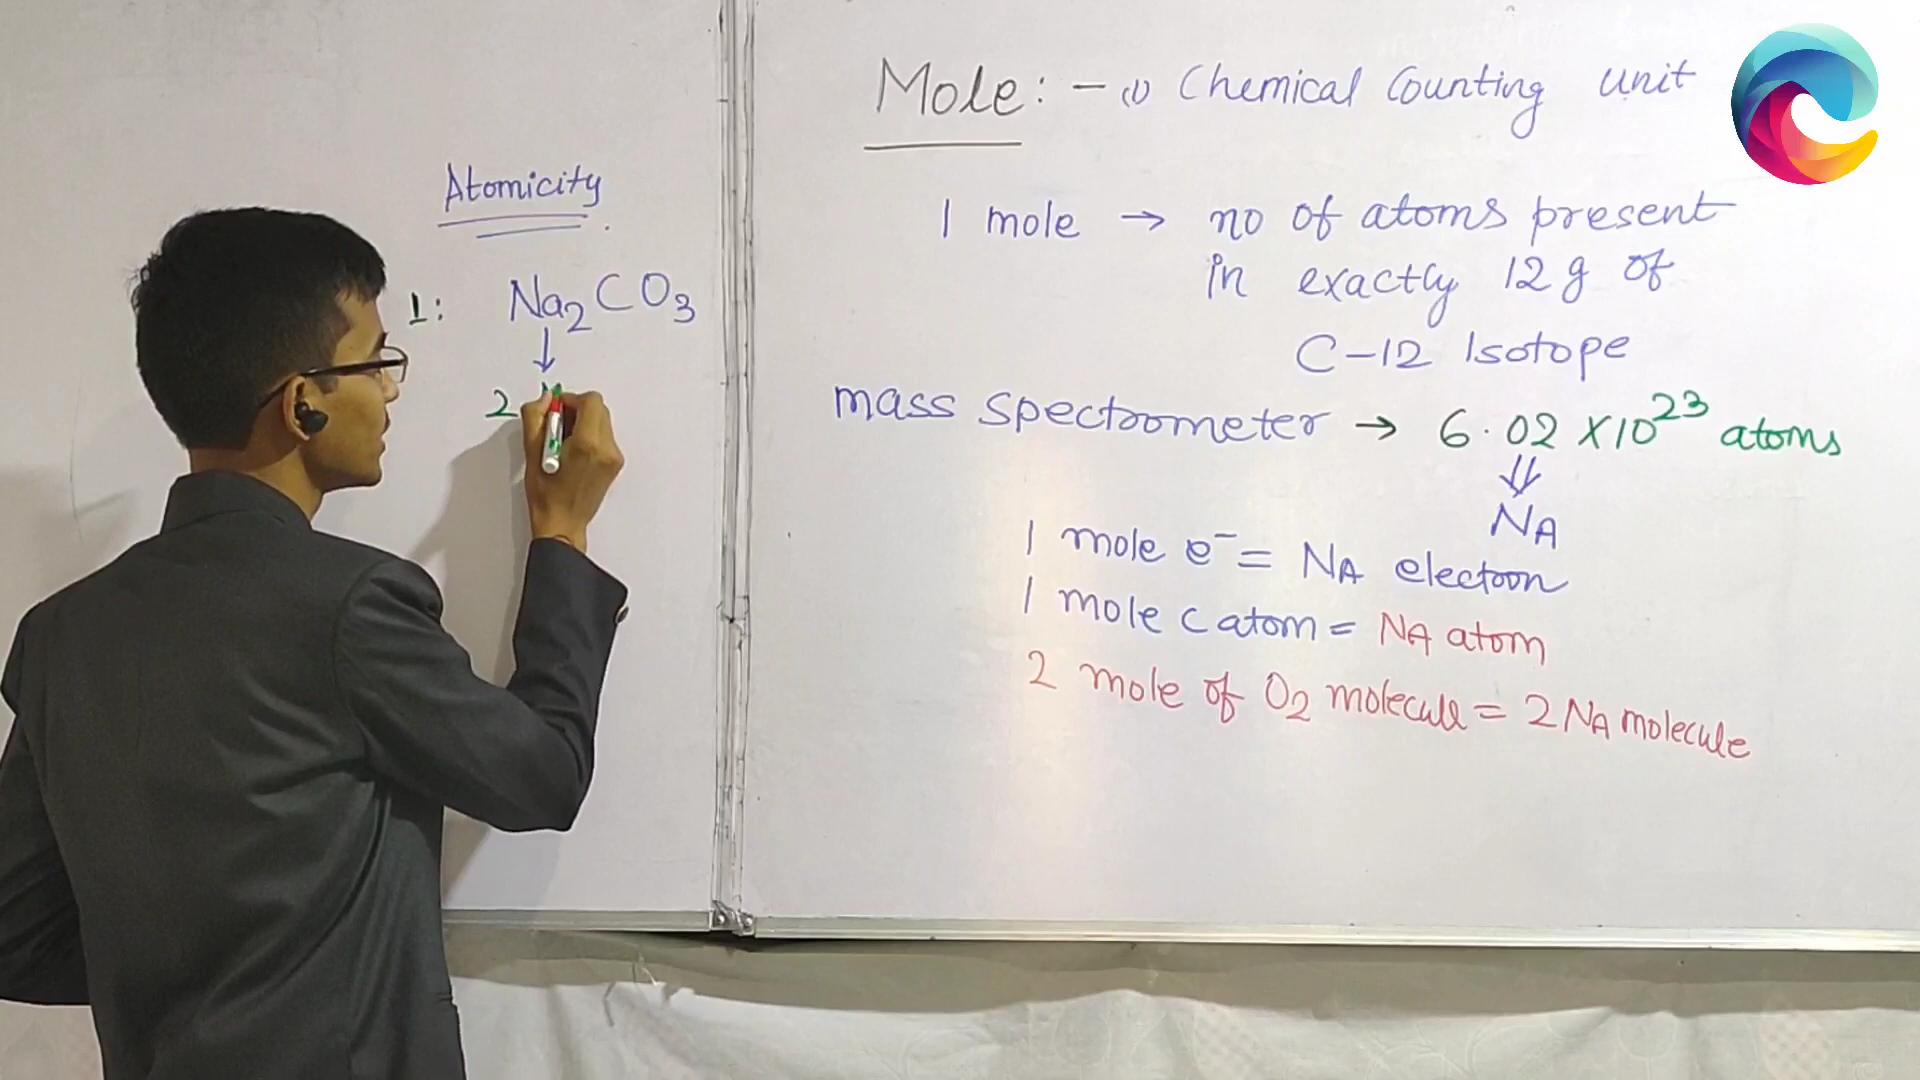 Atomicity
1: Na₂CO₃
↓
2
Mole: - (1) Chemical Counting unit
1 mole → no of atoms present
in exactly 12 g of
C-12 Isotope
mass spectrometer → 6.02 × 10²³ atoms
⇓
NA
1 mole e⁻ = NA electron
1 mole C atom = NA atom
2 mole of O₂ molecule = 2 NA molecule